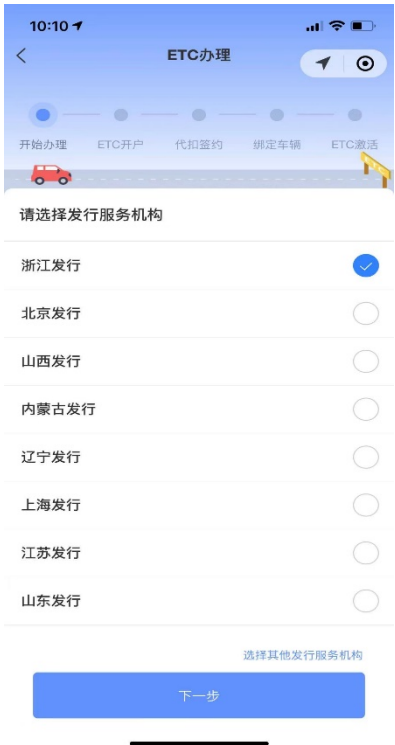 10:10
ETC办理
开始办理 ETC开户 代扣签约 绑定车辆 ETC激活
请选择发行服务机构
浙江发行
北京发行
山西发行
内蒙古发行
辽宁发行
上海发行
江苏发行
山东发行
选择其他发行服务机构
下一步